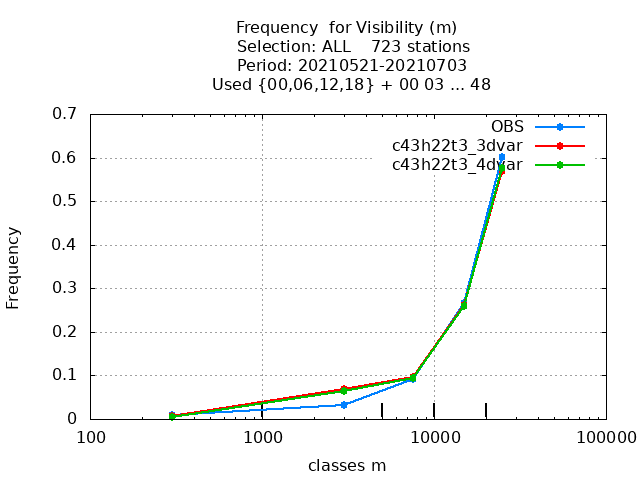 Frequency  for Visibility (m)
Selection: ALL    723 stations
Period: 20210521-20210703
Used {00,06,12,18} + 00 03 ... 48
OBS
c43h22t3_3dvar
c43h22t3_4dvar
Frequency
0.7
0.6
0.5
0.4
0.3
0.2
0.1
0
100
1000
10000
100000
classes m